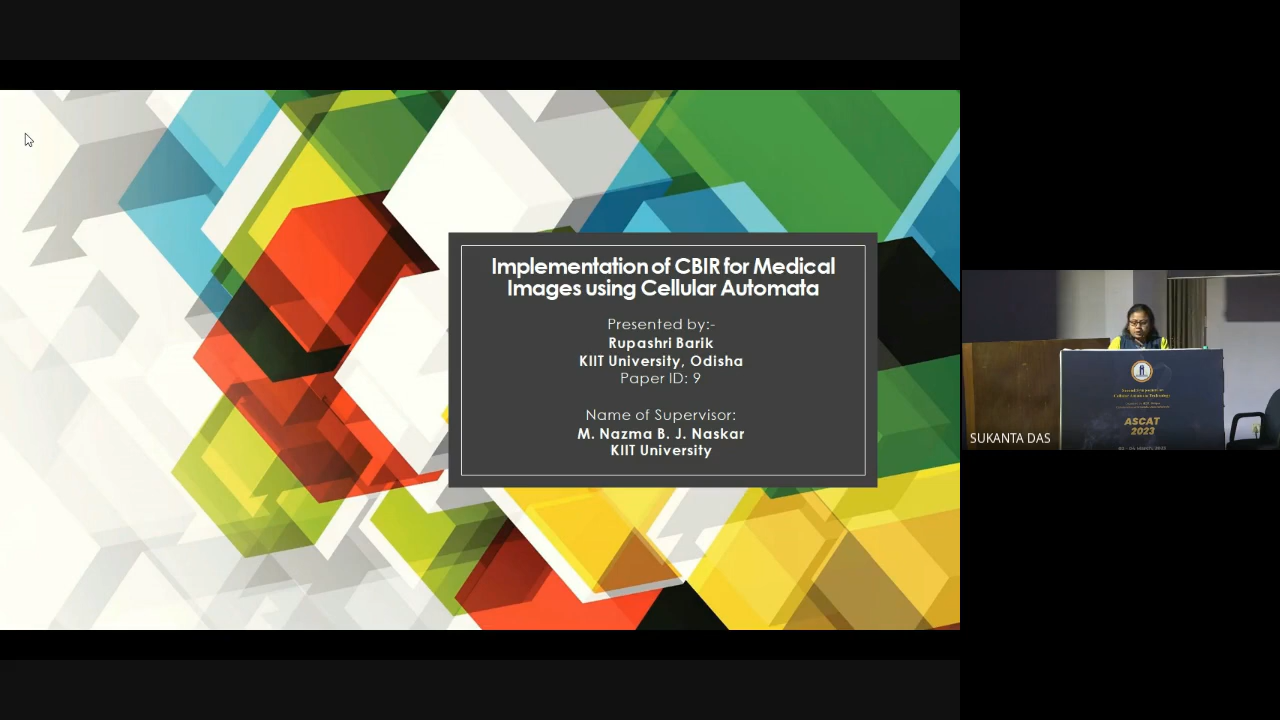 Implementation of CBIR for Medical
Images using Cellular Automata
Presented by:-
Rupashri Barik
KIIT University, Odisha
Paper ID: 9
Name of Supervisor:
M. Nazma B. J. Naskar
KIIT University
SUKANTA DAS
ASCAT
2023